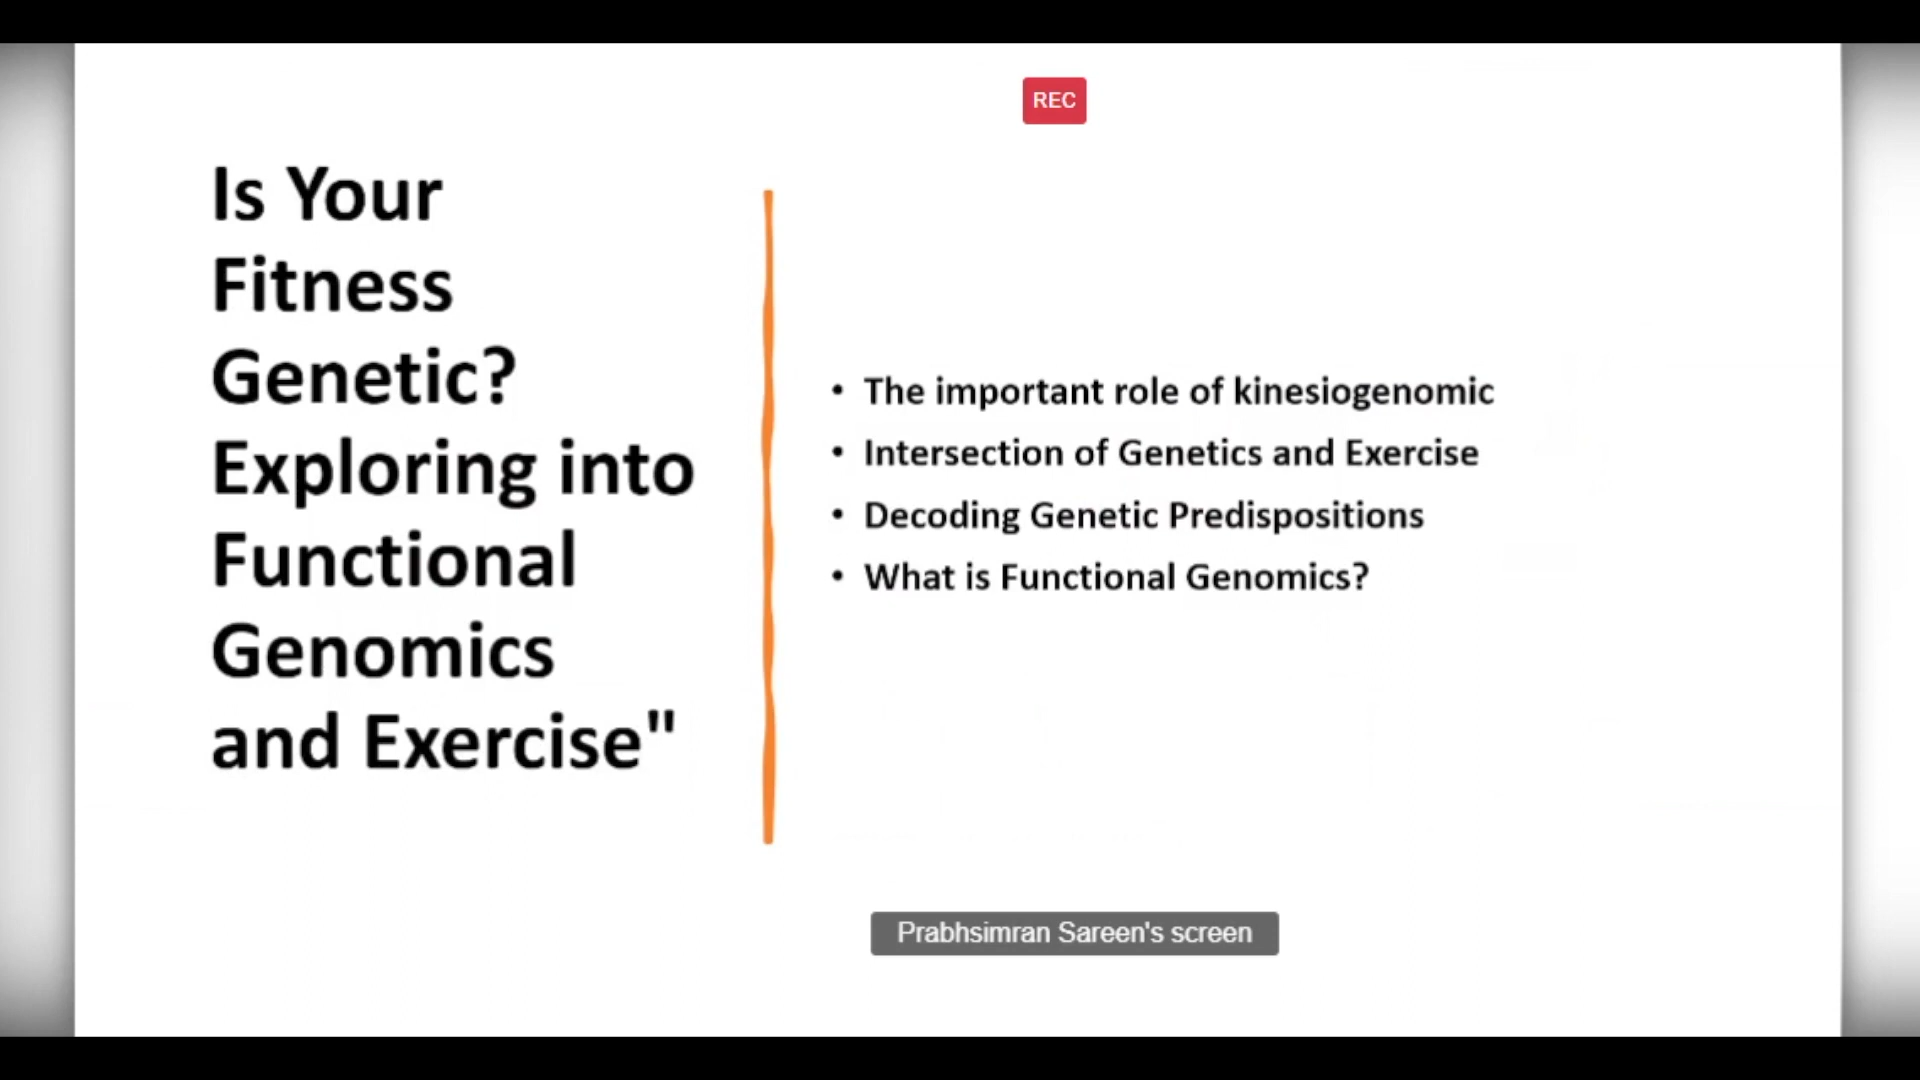 REC
Is Your
Fitness
Genetic?
Exploring into
Functional
Genomics
and Exercise"
• The important role of kinesiogenomic
• Intersection of Genetics and Exercise
• Decoding Genetic Predispositions
• What is Functional Genomics?
Prabhsimran Sareen's screen